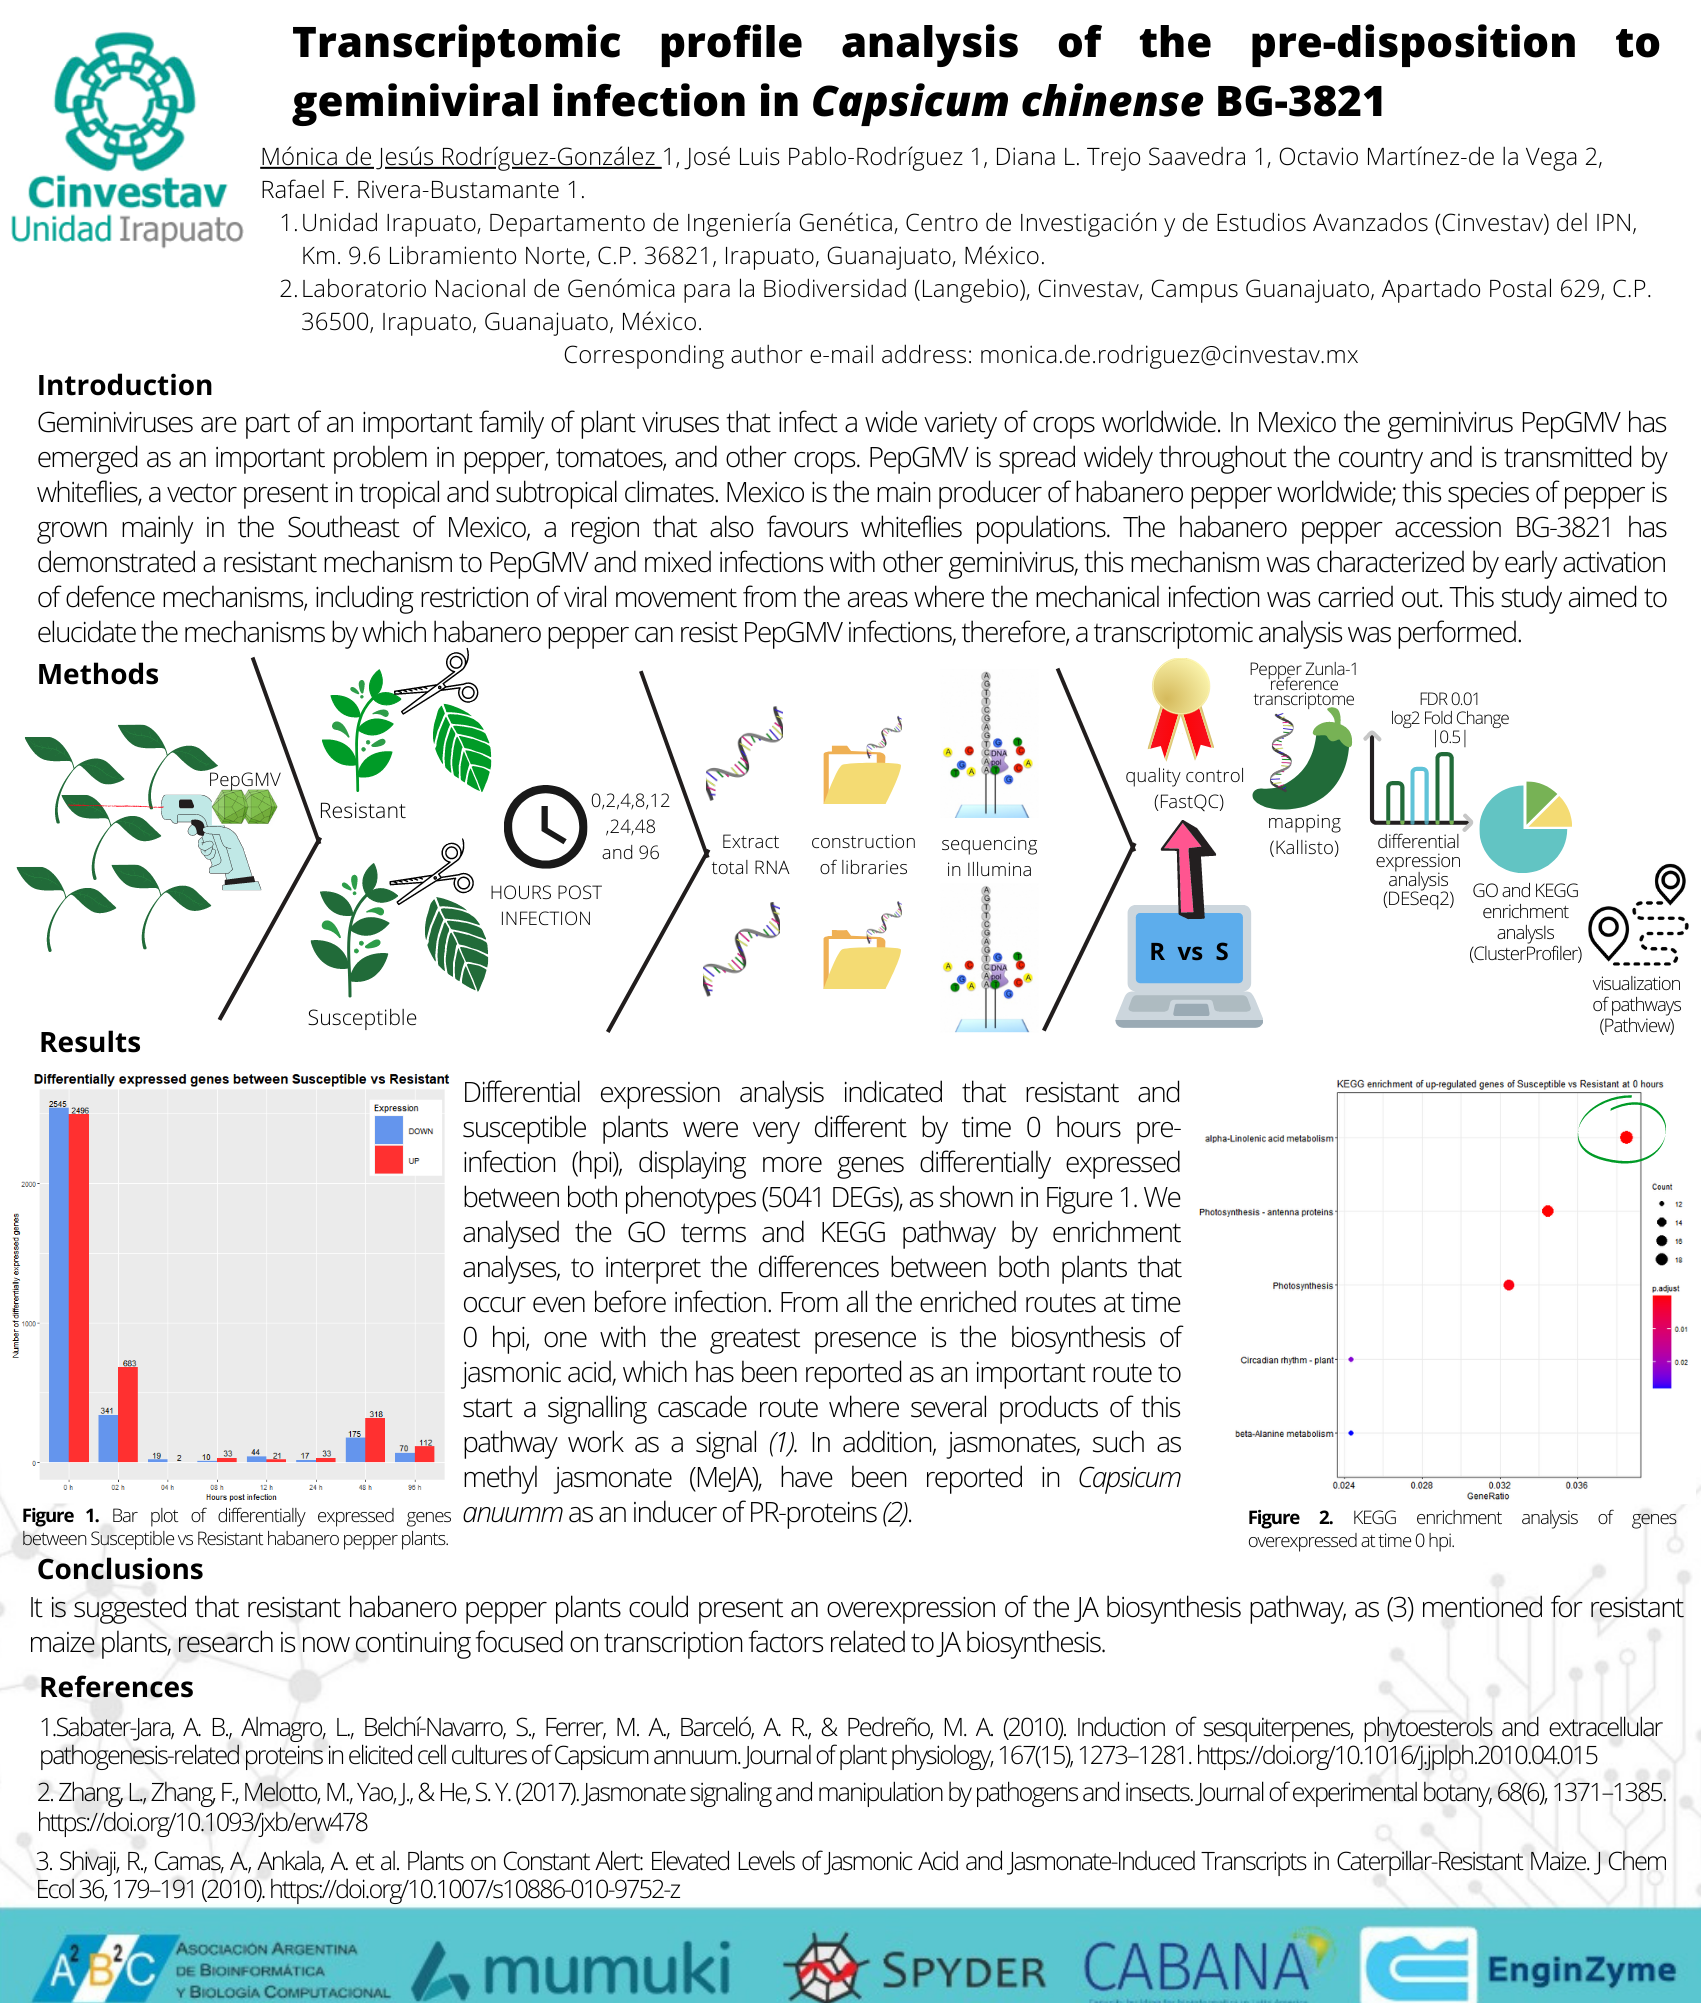 Transcriptomic profile analysis of the pre-disposition to
geminiviral infection in Capsicum chinense BG-3821
Cinvestav
Unidad Irapuato
Mónica de Jesús Rodríguez-González 1, José Luis Pablo-Rodríguez 1, Diana L. Trejo Saavedra 1, Octavio Martínez-de la Vega 2,
Rafael F. Rivera-Bustamante 1.
1. Unidad Irapuato, Departamento de Ingeniería Genética, Centro de Investigación y de Estudios Avanzados (Cinvestav) del IPN,
Km. 9.6 Libramiento Norte, C.P. 36821, Irapuato, Guanajuato, México.
2. Laboratorio Nacional de Genómica para la Biodiversidad (Langebio), Cinvestav, Campus Guanajuato, Apartado Postal 629, C.P.
36500, Irapuato, Guanajuato, México.
Corresponding author e-mail address: monica.de.rodriguez@cinvestav.mx
Introduction
Geminiviruses are part of an important family of plant viruses that infect a wide variety of crops worldwide. In Mexico the geminivirus PepGMV has
emerged as an important problem in pepper, tomatoes, and other crops. PepGMV is spread widely throughout the country and is transmitted by
whiteflies, a vector present in tropical and subtropical climates. Mexico is the main producer of habanero pepper worldwide; this species of pepper is
grown mainly in the Southeast of Mexico, a region that also favours whiteflies populations. The habanero pepper accession BG-3821 has
demonstrated a resistant mechanism to PepGMV and mixed infections with other geminivirus, this mechanism was characterized by early activation
of defence mechanisms, including restriction of viral movement from the areas where the mechanical infection was carried out. This study aimed to
elucidate the mechanisms by which habanero pepper can resist PepGMV infections, therefore, a transcriptomic analysis was performed.
Methods
PepGMV
Resistant
Susceptible
0,2,4,8,12
,24,48
and 96
HOURS POST
INFECTION
Extract
total RNA
construction
of libraries
sequencing
in Illumina
quality control
(FastQC)
R vs S
Pepper Zunla-1
reference
transcriptome
mapping
(Kallisto)
FDR 0.01
log2 Fold Change
|0.5|
differential
expression
analysis
(DESeq2)
GO and KEGG
enrichment
analysIs
(ClusterProfiler)
visualization
of pathways
(Pathview)
Results
Differentially expressed genes between Susceptible vs Resistant
Expression
DOWN
UP
Number of differentially expressed genes
2000
1000
0
2545 2496
341 683
19 2
10 33
44 21
17 33
175 318
70 112
0 h 02 h 04 h 08 h 12 h 24 h 48 h 96 h
Hours post infection
Figure 1. Bar plot of differentially expressed genes
between Susceptible vs Resistant habanero pepper plants.
Differential expression analysis indicated that resistant and
susceptible plants were very different by time 0 hours pre-
infection (hpi), displaying more genes differentially expressed
between both phenotypes (5041 DEGs), as shown in Figure 1. We
analysed the GO terms and KEGG pathway by enrichment
analyses, to interpret the differences between both plants that
occur even before infection. From all the enriched routes at time
0 hpi, one with the greatest presence is the biosynthesis of
jasmonic acid, which has been reported as an important route to
start a signalling cascade route where several products of this
pathway work as a signal (1). In addition, jasmonates, such as
methyl jasmonate (MeJA), have been reported in Capsicum
anuumm as an inducer of PR-proteins (2).
KEGG enrichment of up-regulated genes of Susceptible vs Resistant at 0 hours
alpha-Linolenic acid metabolism
Photosynthesis - antenna proteins
Photosynthesis
Circadian rhythm - plant
beta-Alanine metabolism
0.024 0.028 0.032 0.036
GeneRatio
Count
12
14
16
18
p.adjust
0.01
0.02
Figure 2. KEGG enrichment analysis of genes
overexpressed at time 0 hpi.
Conclusions
It is suggested that resistant habanero pepper plants could present an overexpression of the JA biosynthesis pathway, as (3) mentioned for resistant
maize plants, research is now continuing focused on transcription factors related to JA biosynthesis.
References
1.Sabater-Jara, A. B., Almagro, L., Belchí-Navarro, S., Ferrer, M. A., Barceló, A. R., & Pedreño, M. A. (2010). Induction of sesquiterpenes, phytoesterols and extracellular
pathogenesis-related proteins in elicited cell cultures of Capsicum annuum. Journal of plant physiology, 167(15), 1273–1281. https://doi.org/10.1016/j.jplph.2010.04.015
2. Zhang, L., Zhang, F., Melotto, M., Yao, J., & He, S. Y. (2017). Jasmonate signaling and manipulation by pathogens and insects. Journal of experimental botany, 68(6), 1371–1385.
https://doi.org/10.1093/jxb/erw478
3. Shivaji, R., Camas, A., Ankala, A. et al. Plants on Constant Alert: Elevated Levels of Jasmonic Acid and Jasmonate-Induced Transcripts in Caterpillar-Resistant Maize. J Chem
Ecol 36, 179–191 (2010). https://doi.org/10.1007/s10886-010-9752-z
A2B2C
ASOCIACIÓN ARGENTINA
DE BIOINFORMÁTICA
Y BIOLOGÍA COMPUTACIONAL
mumuki
SPYDER
CABANA
EnginZyme